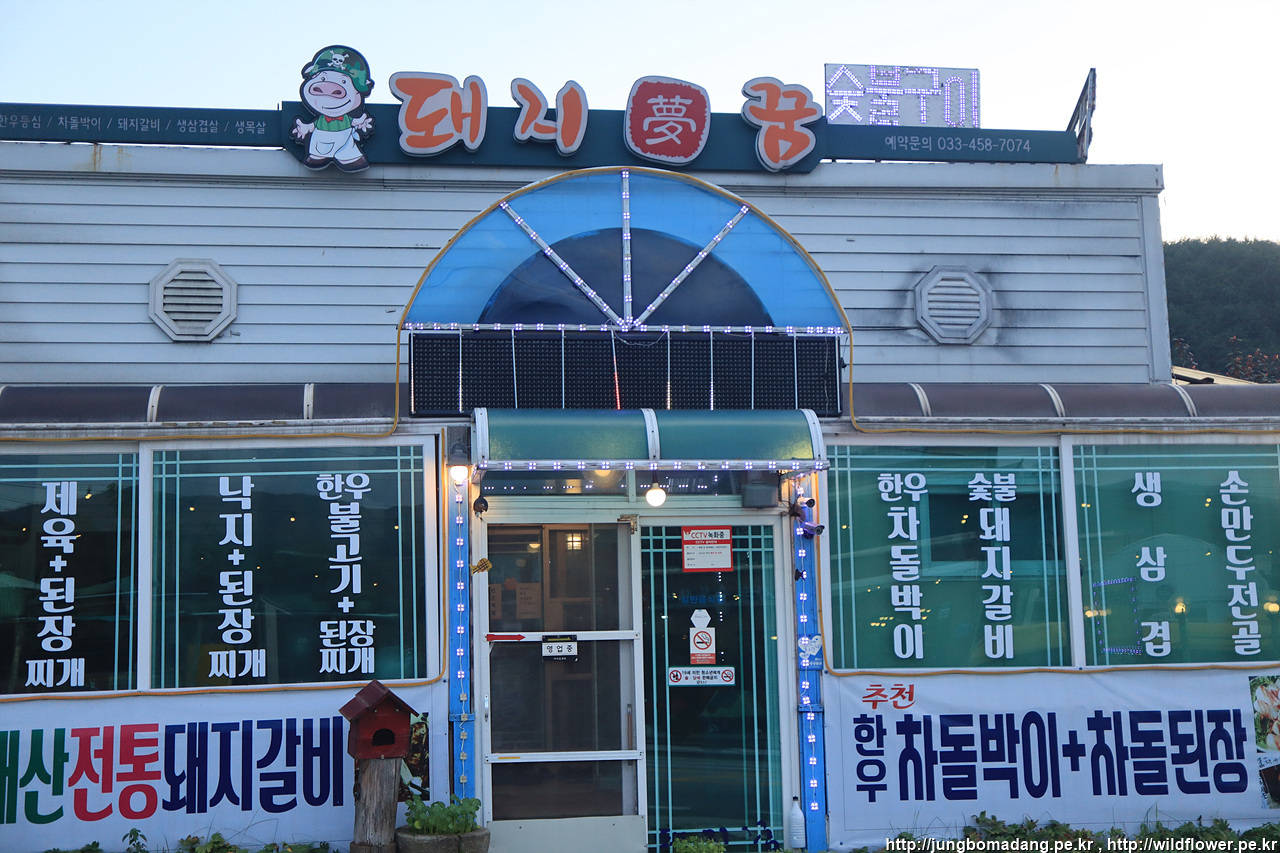 돼지夢꿈
숯불구이
한우등심 / 차돌박이 / 돼지갈비 / 생삼겹살 / 생목살
예약문의 033-458-7074
제육+된장찌개
낙지+된장찌개
한우불고기+된장찌개
한우차돌박이
숯불돼지갈비
생삼겹
손만두전골
CCTV 녹화중
영업중
산전통돼지갈비
추천
한우 차돌박이+차돌된장
http://jungbomadang.pe.kr , http://wildflower.pe.kr